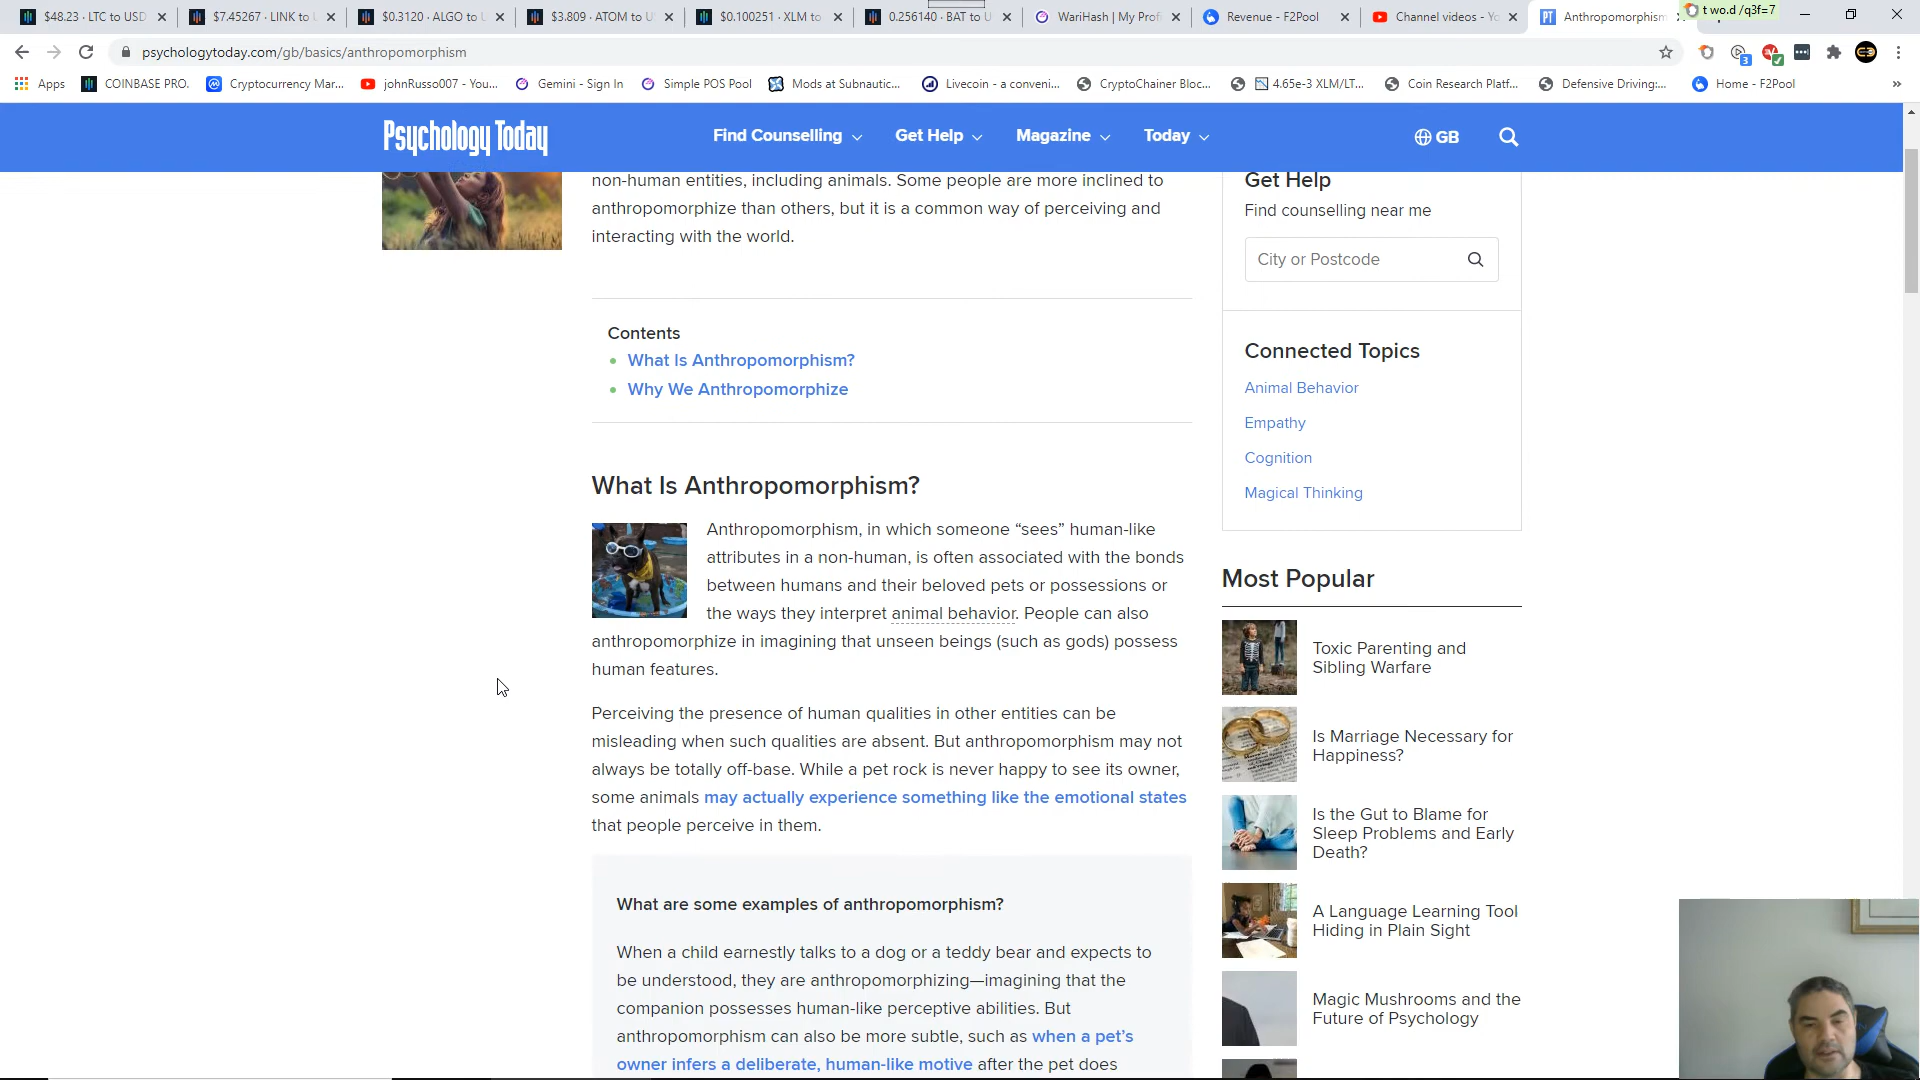 $48.23 · LTC to USD
$7.45267 · LINK to
$0.3120 · ALGO to
$3.809 · ATOM to U
$0.100251 · XLM to
0.256140 · BAT to U
WariHash | My Prof
Revenue - F2Pool
Channel videos - Yo
Anthropomorphism
t wo.d /q3f=7
psychologytoday.com/gb/basics/anthropomorphism
3
Apps
COINBASE PRO.
Cryptocurrency Mar...
johnRusso007 - You...
Gemini - Sign In
Simple POS Pool
Mods at Subnautic...
Livecoin - a conveni...
CryptoChainer Bloc...
4.65e-3 XLM/LT...
Coin Research Platf...
Defensive Driving:...
Home - F2Pool
»
Psychology Today
Find Counselling
Get Help
Magazine
Today
GB
non-human entities, including animals. Some people are more inclined to
anthropomorphize than others, but it is a common way of perceiving and
interacting with the world.
Contents
What Is Anthropomorphism?
Why We Anthropomorphize
What Is Anthropomorphism?
Anthropomorphism, in which someone “sees” human-like
attributes in a non-human, is often associated with the bonds
between humans and their beloved pets or possessions or
the ways they interpret animal behavior. People can also
anthropomorphize in imagining that unseen beings (such as gods) possess
human features.
Perceiving the presence of human qualities in other entities can be
misleading when such qualities are absent. But anthropomorphism may not
always be totally off-base. While a pet rock is never happy to see its owner,
some animals may actually experience something like the emotional states
that people perceive in them.
What are some examples of anthropomorphism?
When a child earnestly talks to a dog or a teddy bear and expects to
be understood, they are anthropomorphizing—imagining that the
companion possesses human-like perceptive abilities. But
anthropomorphism can also be more subtle, such as when a pet’s
owner infers a deliberate, human-like motive after the pet does
Get Help
Find counselling near me
City or Postcode
Connected Topics
Animal Behavior
Empathy
Cognition
Magical Thinking
Most Popular
Toxic Parenting and
Sibling Warfare
Is Marriage Necessary for
Happiness?
Is the Gut to Blame for
Sleep Problems and Early
Death?
A Language Learning Tool
Hiding in Plain Sight
Magic Mushrooms and the
Future of Psychology